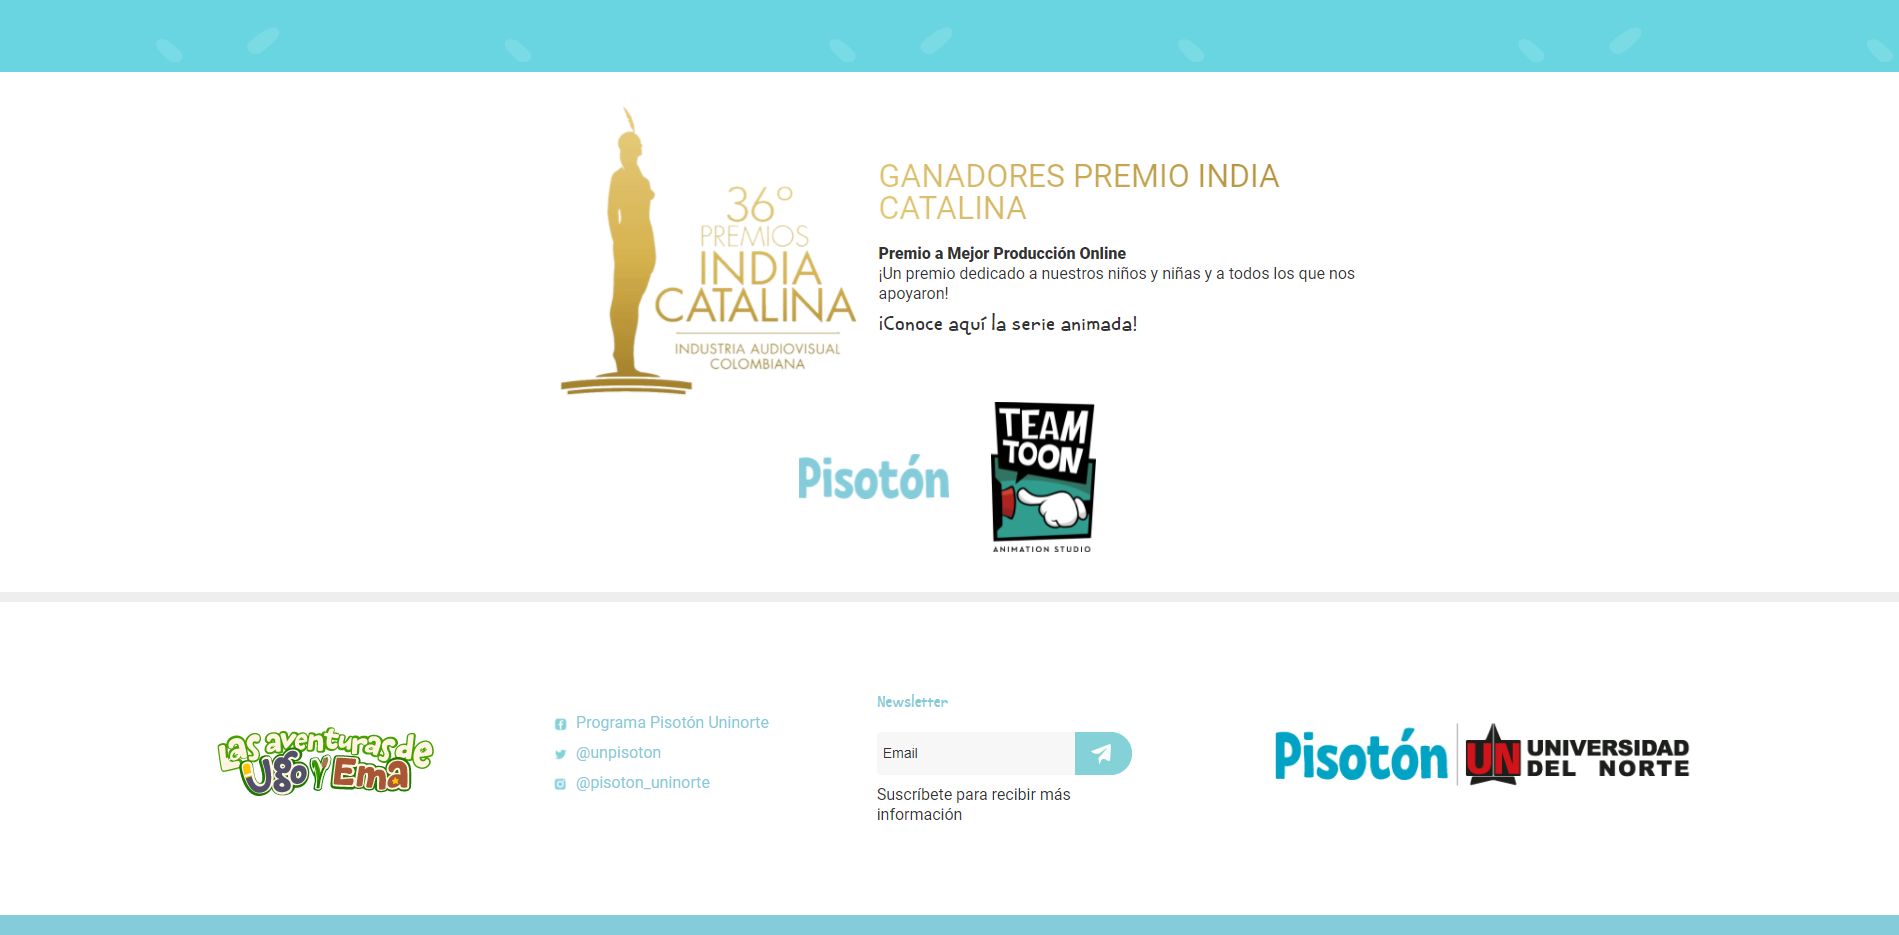 36º
PREMIOS
INDIA
CATALINA
INDUSTRIA AUDIOVISUAL
COLOMBIANA
GANADORES PREMIO INDIA
CATALINA
Premio a Mejor Producción Online
¡Un premio dedicado a nuestros niños y niñas y a todos los que nos
apoyaron!
¡Conoce aquí la serie animada!
Pisotón
TEAM
TOON
ANIMATION STUDIO
las aventuras de
Ugo y Ema
Programa Pisotón Uninorte
@unpisoton
@pisoton_uninorte
Newsletter
Email
Suscríbete para recibir más
información
Pisotón
UN
UNIVERSIDAD
DEL NORTE